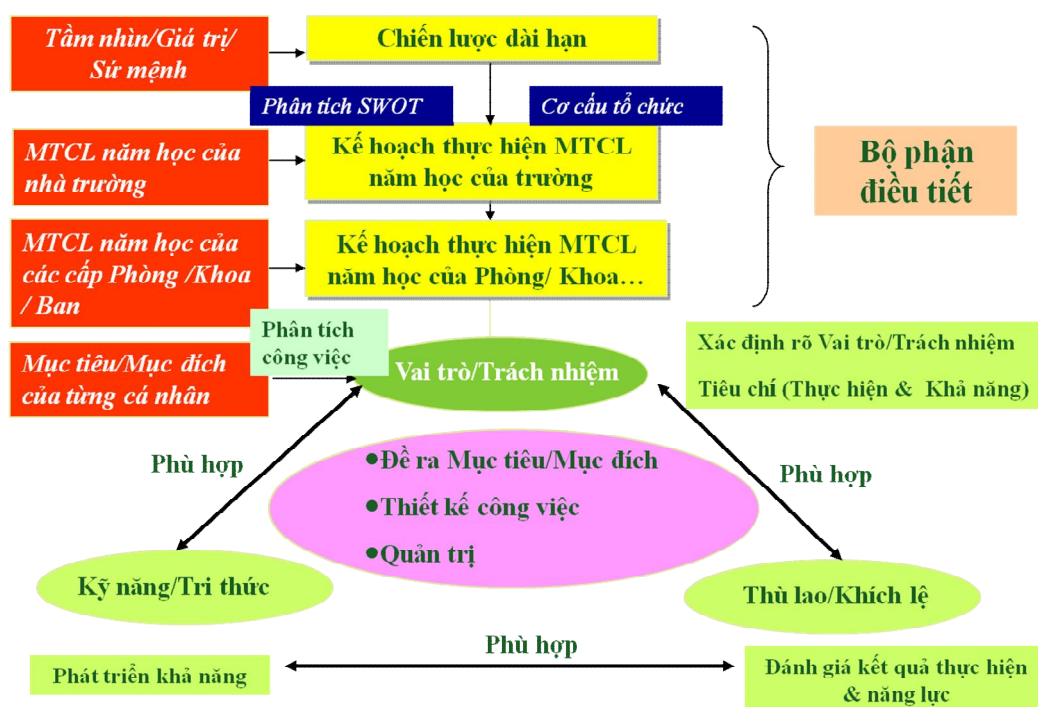 Tầm nhìn/Giá trị/
Sứ mệnh
Chiến lược dài hạn
Phân tích SWOT
Cơ cấu tổ chức
MTCL năm học của
nhà trường
Kế hoạch thực hiện MTCL
năm học của trường
Bộ phận
điều tiết
MTCL năm học của
các cấp Phòng /Khoa
/ Ban
Kế hoạch thực hiện MTCL
năm học của Phòng/ Khoa…
Phân tích
công việc
Mục tiêu/Mục đích
của từng cá nhân
Vai trò/Trách nhiệm
Xác định rõ Vai trò/Trách nhiệm
Tiêu chí (Thực hiện & Khả năng)
Phù hợp
•Đề ra Mục tiêu/Mục đích
•Thiết kế công việc
•Quản trị
Phù hợp
Kỹ năng/Tri thức
Thù lao/Khích lệ
Phù hợp
Phát triển khả năng
Đánh giá kết quả thực hiện
& năng lực